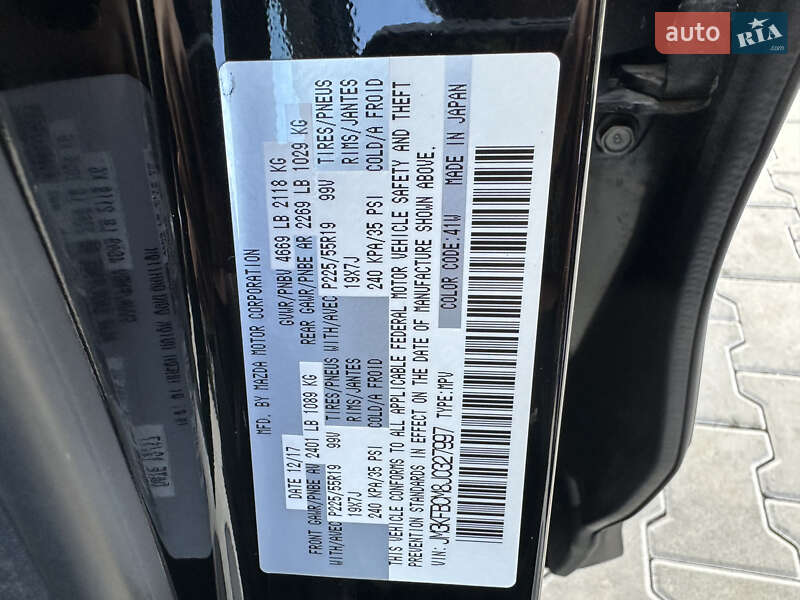 auto RIA
MFD. BY MAZDA MOTOR CORPORATION
DATE 12/17 GVWR/PNBV 4669 LB 2118 KG
FRONT GAWR/PNBE AV 2401 LB 1089 KG REAR GAWR/PNBE AR 2269 LB 1029 KG
WITH/AVEC P225/55R19 99V TIRES/PNEUS WITH/AVEC P225/55R19 99V TIRES/PNEUS
19X7J RIMS/JANTES 19X7J RIMS/JANTES
240 KPA/35 PSI COLD/A FROID 240 KPA/35 PSI COLD/A FROID
THIS VEHICLE CONFORMS TO ALL APPLICABLE FEDERAL MOTOR VEHICLE SAFETY AND THEFT
PREVENTION STANDARDS IN EFFECT ON THE DATE OF MANUFACTURE SHOWN ABOVE.
VIN: JM3KFBCM8J0327997 TYPE:MPV COLOR CODE:41W MADE IN JAPAN